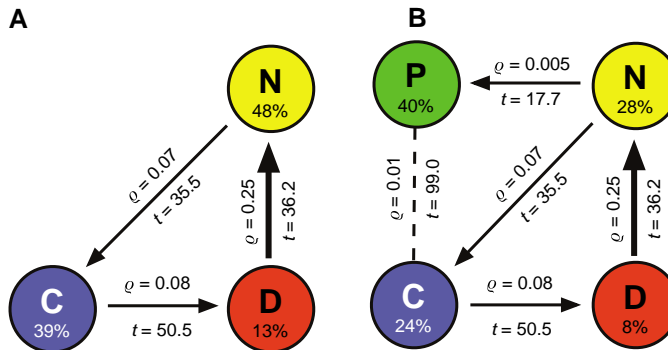 A
N
48%
ϱ = 0.07
t = 35.5
ϱ = 0.25
t = 36.2
C
39%
ϱ = 0.08
t = 50.5
D
13%
B
P
40%
ϱ = 0.005
t = 17.7
N
28%
ϱ = 0.01
t = 99.0
ϱ = 0.07
t = 35.5
ϱ = 0.25
t = 36.2
C
24%
ϱ = 0.08
t = 50.5
D
8%